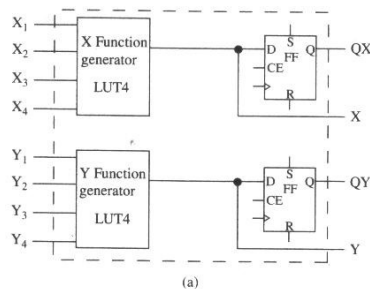 X1
X2
X3
X4
X Function
generator
LUT4
D
S
Q
FF
CE
R
QX
X
Y1
Y2
Y3
Y4
Y Function
generator
LUT4
D
S
Q
FF
CE
R
QY
Y
(a)